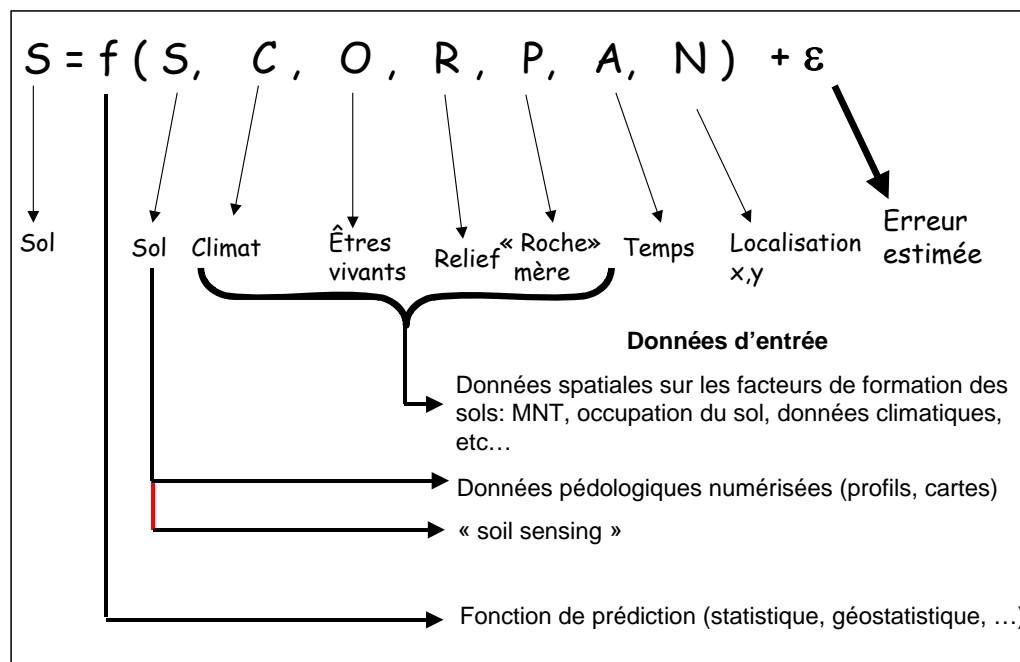 S = f ( S, C , O , R , P, A, N ) + ε
Sol
Sol
Climat
Êtres
vivants
Relief
« Roche»
mère
Temps
Localisation
x,y
Erreur
estimée
Données d'entrée
Données spatiales sur les facteurs de formation des
sols: MNT, occupation du sol, données climatiques,
etc…
Données pédologiques numérisées (profils, cartes)
« soil sensing »
Fonction de prédiction (statistique, géostatistique, …)